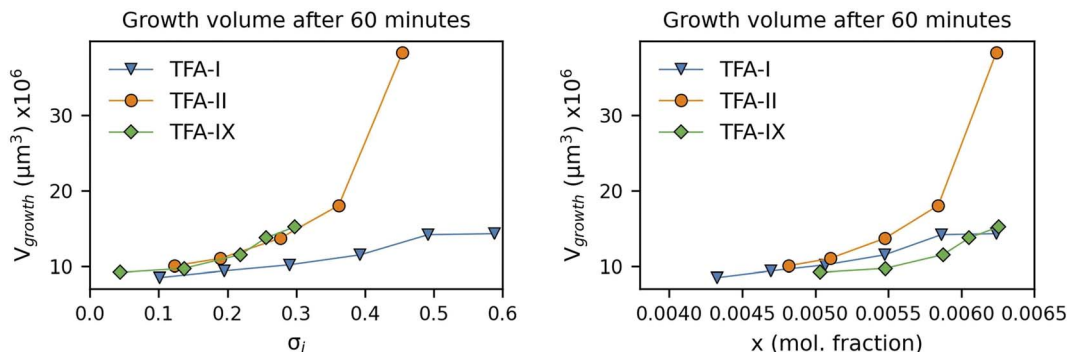 Growth volume after 60 minutes
V_growth (μm³) x10⁶
30
20
10
TFA-I
TFA-II
TFA-IX
0.0 0.1 0.2 0.3 0.4 0.5 0.6
σ_i
Growth volume after 60 minutes
V_growth (μm³) x10⁶
30
20
10
TFA-I
TFA-II
TFA-IX
0.0040 0.0045 0.0050 0.0055 0.0060 0.0065
x (mol. fraction)